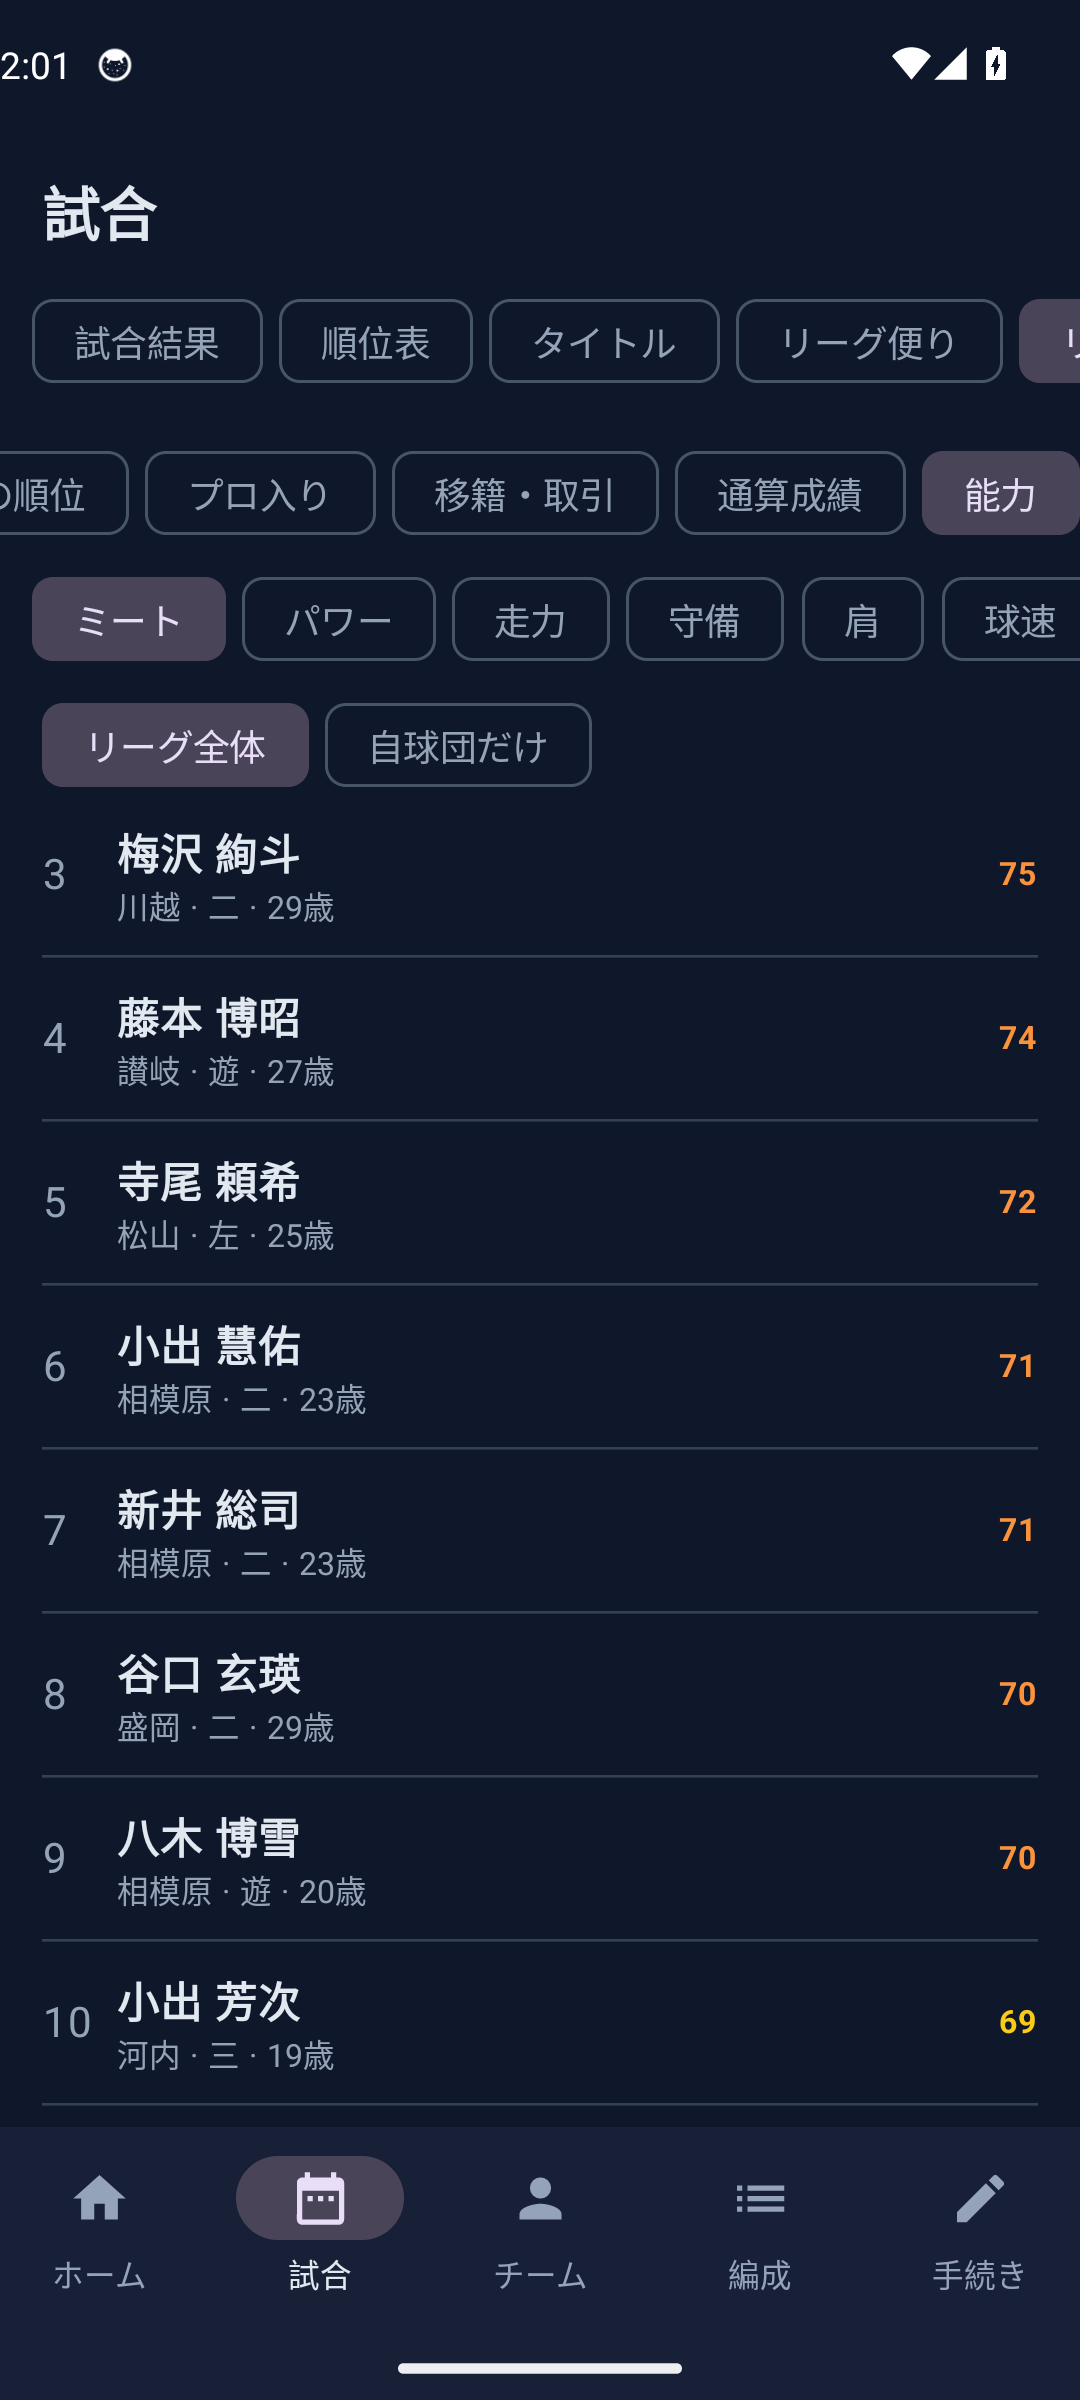 2:01
試合
試合結果 順位表 タイトル リーグ便り リ
の順位 プロ入り 移籍・取引 通算成績 能力
ミート パワー 走力 守備 肩 球速
リーグ全体 自球団だけ
3 梅沢 絢斗 75
川越 · 二 · 29歳
4 藤本 博昭 74
讃岐 · 遊 · 27歳
5 寺尾 頼希 72
松山 · 左 · 25歳
6 小出 慧佑 71
相模原 · 二 · 23歳
7 新井 総司 71
相模原 · 二 · 23歳
8 谷口 玄瑛 70
盛岡 · 二 · 29歳
9 八木 博雪 70
相模原 · 遊 · 20歳
10 小出 芳次 69
河内 · 三 · 19歳
ホーム 試合 チーム 編成 手続き